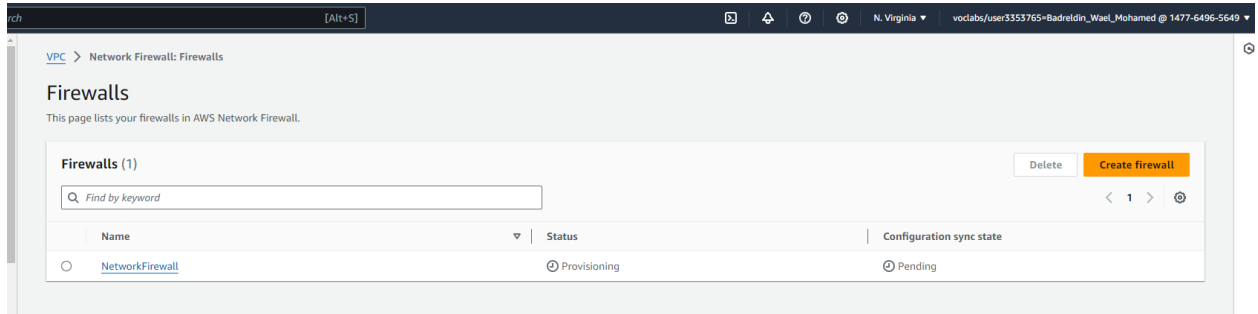 rch [Alt+S] N. Virginia ▼ voclabs/user3353765=Badreldin_Wael_Mohamed @ 1477-6496-5649 ▼
VPC > Network Firewall: Firewalls
Firewalls
This page lists your firewalls in AWS Network Firewall.
Firewalls (1) Delete Create firewall
Find by keyword < 1 >
Name Status Configuration sync state
NetworkFirewall Provisioning Pending